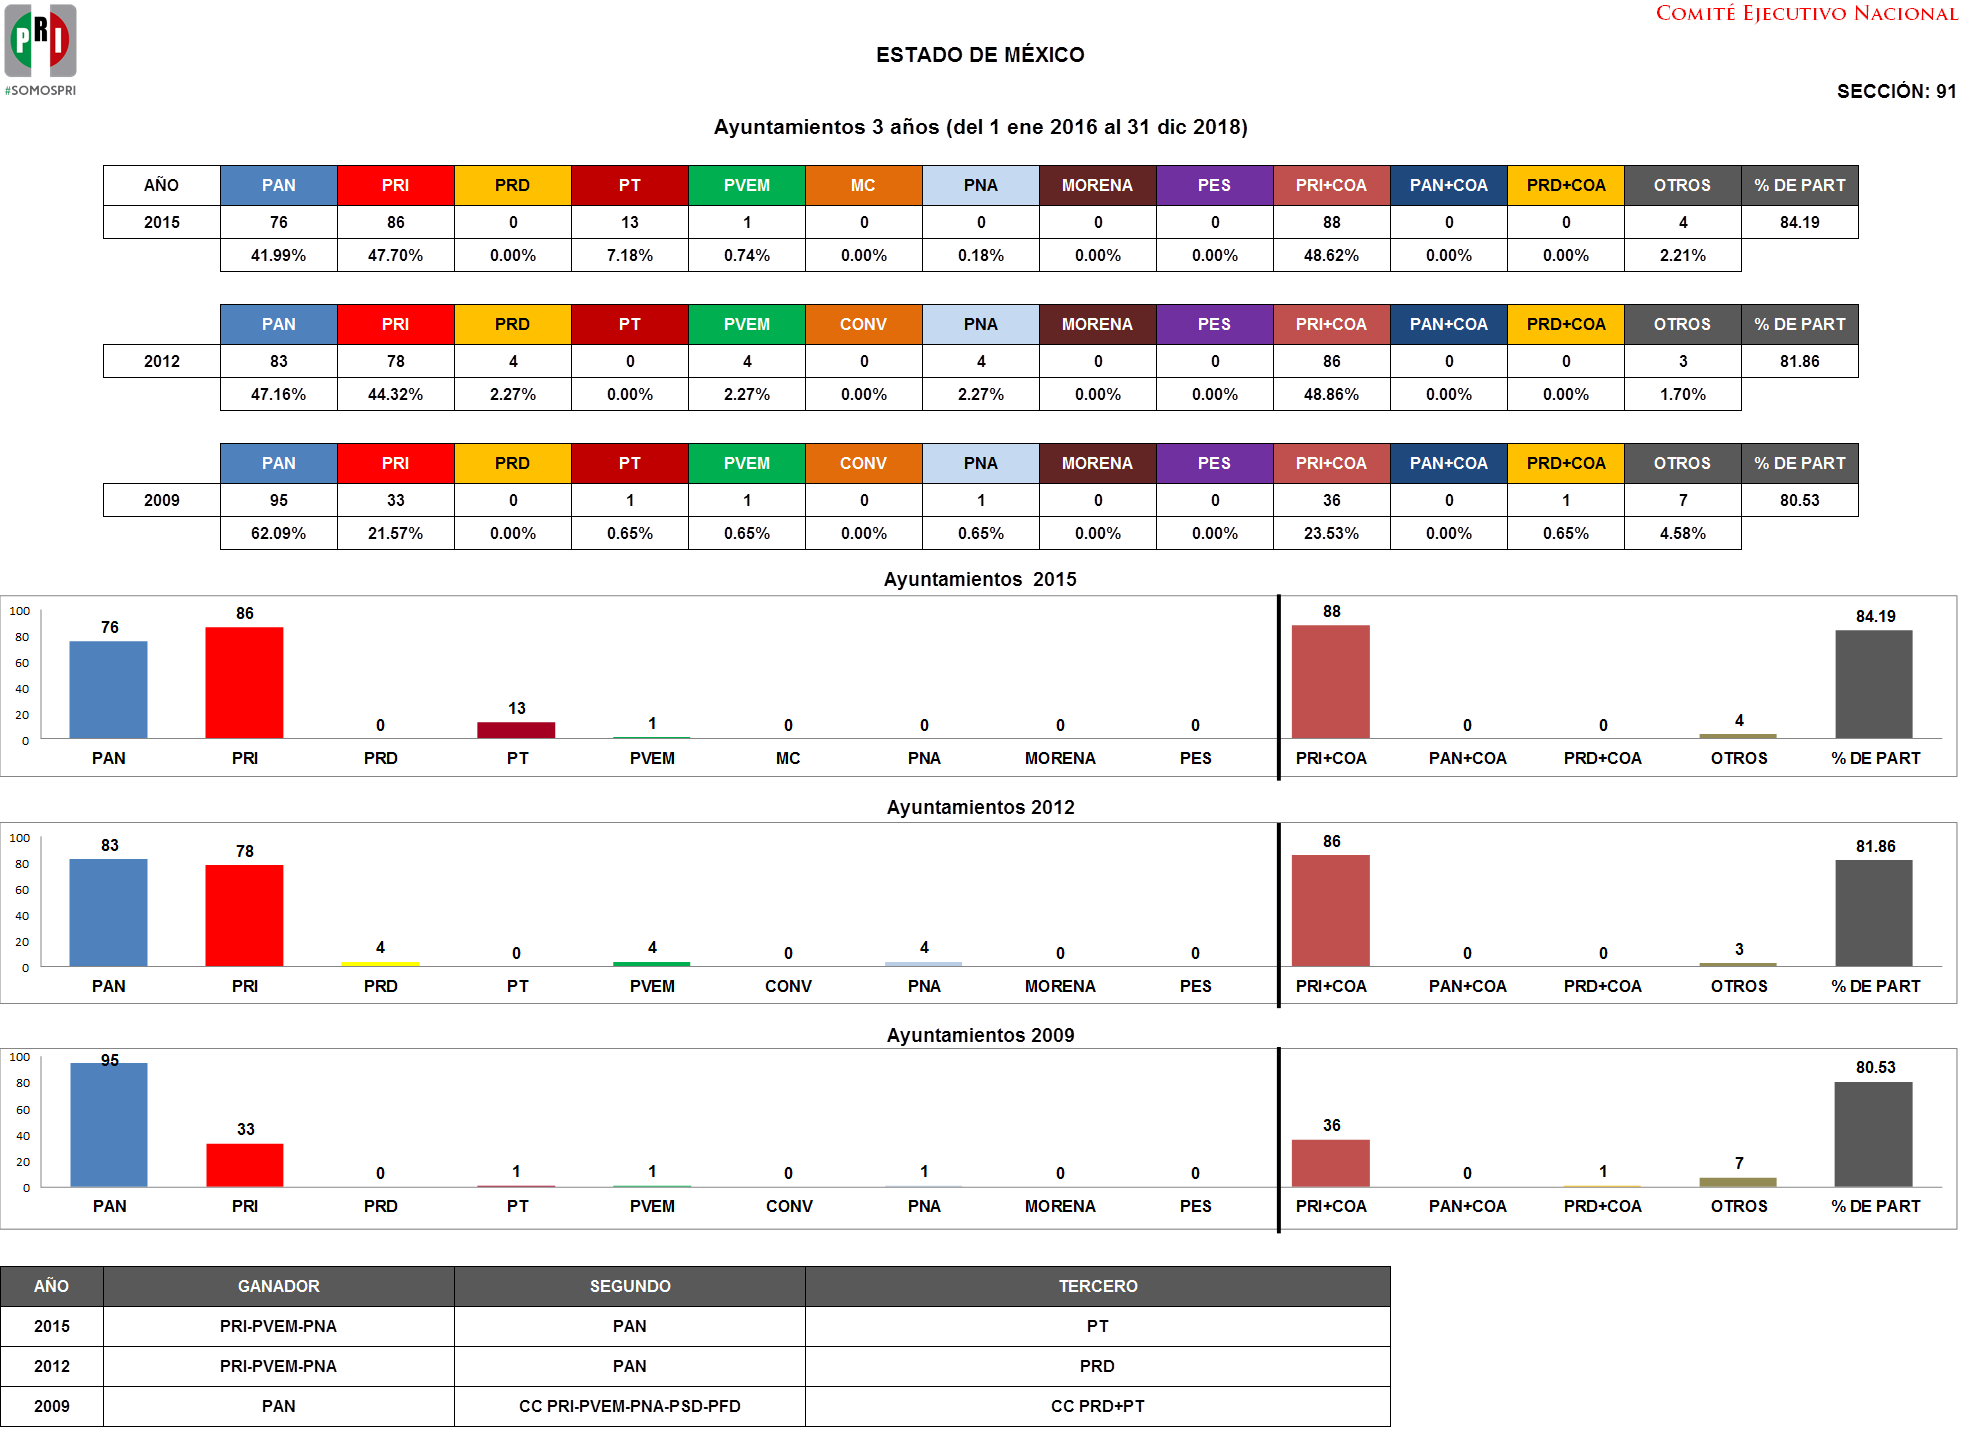 PRI
#SOMOSPRI
COMITÉ EJECUTIVO NACIONAL
ESTADO DE MÉXICO
SECCIÓN: 91
Ayuntamientos 3 años (del 1 ene 2016 al 31 dic 2018)
AÑO PAN PRI PRD PT PVEM MC PNA MORENA PES PRI+COA PAN+COA PRD+COA OTROS % DE PART
2015 76 86 0 13 1 0 0 0 0 88 0 0 4 84.19
41.99% 47.70% 0.00% 7.18% 0.74% 0.00% 0.18% 0.00% 0.00% 48.62% 0.00% 0.00% 2.21%
PAN PRI PRD PT PVEM CONV PNA MORENA PES PRI+COA PAN+COA PRD+COA OTROS % DE PART
2012 83 78 4 0 4 0 4 0 0 86 0 0 3 81.86
47.16% 44.32% 2.27% 0.00% 2.27% 0.00% 2.27% 0.00% 0.00% 48.86% 0.00% 0.00% 1.70%
PAN PRI PRD PT PVEM CONV PNA MORENA PES PRI+COA PAN+COA PRD+COA OTROS % DE PART
2009 95 33 0 1 1 0 1 0 0 36 0 1 7 80.53
62.09% 21.57% 0.00% 0.65% 0.65% 0.00% 0.65% 0.00% 0.00% 23.53% 0.00% 0.65% 4.58%
Ayuntamientos 2015
100
80
60
40
20
0
76 86 0 13 1 0 0 0 0 88 0 0 4 84.19
PAN PRI PRD PT PVEM MC PNA MORENA PES PRI+COA PAN+COA PRD+COA OTROS % DE PART
Ayuntamientos 2012
100
80
60
40
20
0
83 78 4 0 4 0 4 0 0 86 0 0 3 81.86
PAN PRI PRD PT PVEM CONV PNA MORENA PES PRI+COA PAN+COA PRD+COA OTROS % DE PART
Ayuntamientos 2009
100
80
60
40
20
0
95 33 0 1 1 0 1 0 0 36 0 1 7 80.53
PAN PRI PRD PT PVEM CONV PNA MORENA PES PRI+COA PAN+COA PRD+COA OTROS % DE PART
AÑO GANADOR SEGUNDO TERCERO
2015 PRI-PVEM-PNA PAN PT
2012 PRI-PVEM-PNA PAN PRD
2009 PAN CC PRI-PVEM-PNA-PSD-PFD CC PRD+PT